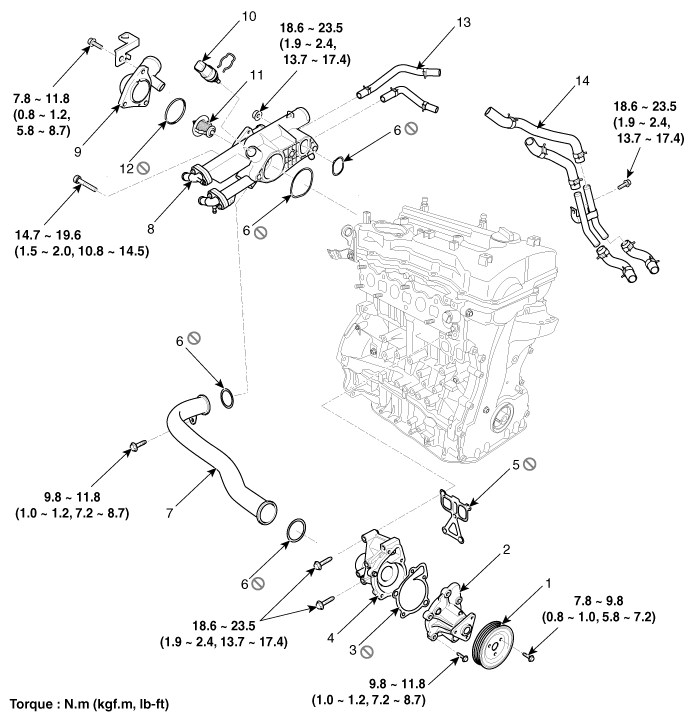 10
18.6 ~ 23.5
(1.9 ~ 2.4,
13.7 ~ 17.4)
13
11
14
7.8 ~ 11.8
(0.8 ~ 1.2,
5.8 ~ 8.7)
9
12
6
18.6 ~ 23.5
(1.9 ~ 2.4,
13.7 ~ 17.4)
8
6
14.7 ~ 19.6
(1.5 ~ 2.0, 10.8 ~ 14.5)
6
9.8 ~ 11.8
(1.0 ~ 1.2, 7.2 ~ 8.7)
7
5
6
2
1
7.8 ~ 9.8
(0.8 ~ 1.0, 5.8 ~ 7.2)
18.6 ~ 23.5
(1.9 ~ 2.4, 13.7 ~ 17.4)
4
3
9.8 ~ 11.8
(1.0 ~ 1.2, 7.2 ~ 8.7)
Torque : N.m (kgf.m, lb-ft)